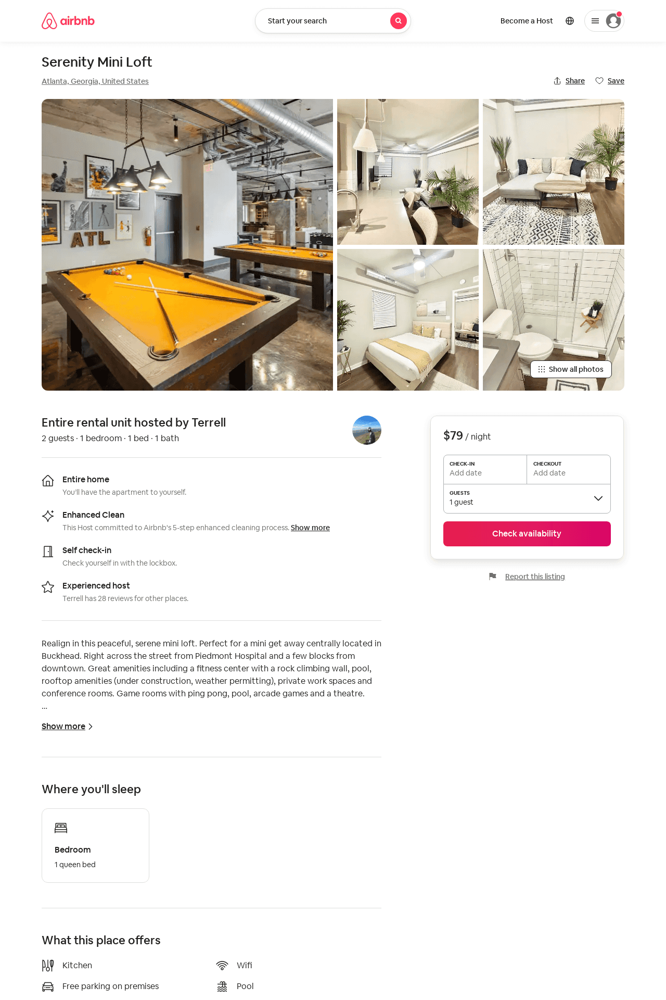 airbnb
Start your search
Become a Host
Serenity Mini Loft
Atlanta, Georgia, United States
Share
Save
ATL
Show all photos
Entire rental unit hosted by Terrell
2 guests · 1 bedroom · 1 bed · 1 bath
$79 / night
CHECK-IN
Add date
CHECKOUT
Add date
GUESTS
1 guest
Check availability
Report this listing
Entire home
You’ll have the apartment to yourself.
Enhanced Clean
This Host committed to Airbnb's 5-step enhanced cleaning process. Show more
Self check-in
Check yourself in with the lockbox.
Experienced host
Terrell has 28 reviews for other places.
Realign in this peaceful, serene mini loft. Perfect for a mini get away centrally located in
Buckhead. Right across the street from Piedmont Hospital and a few blocks from
downtown. Great amenities including a fitness center with a rock climbing wall, pool,
rooftop amenities (under construction, weather permitting), private work spaces and
conference rooms. Game rooms with ping pong, pool, arcade games and a theatre.
...
Show more
Where you'll sleep
Bedroom
1 queen bed
What this place offers
Kitchen
Wifi
Free parking on premises
Pool